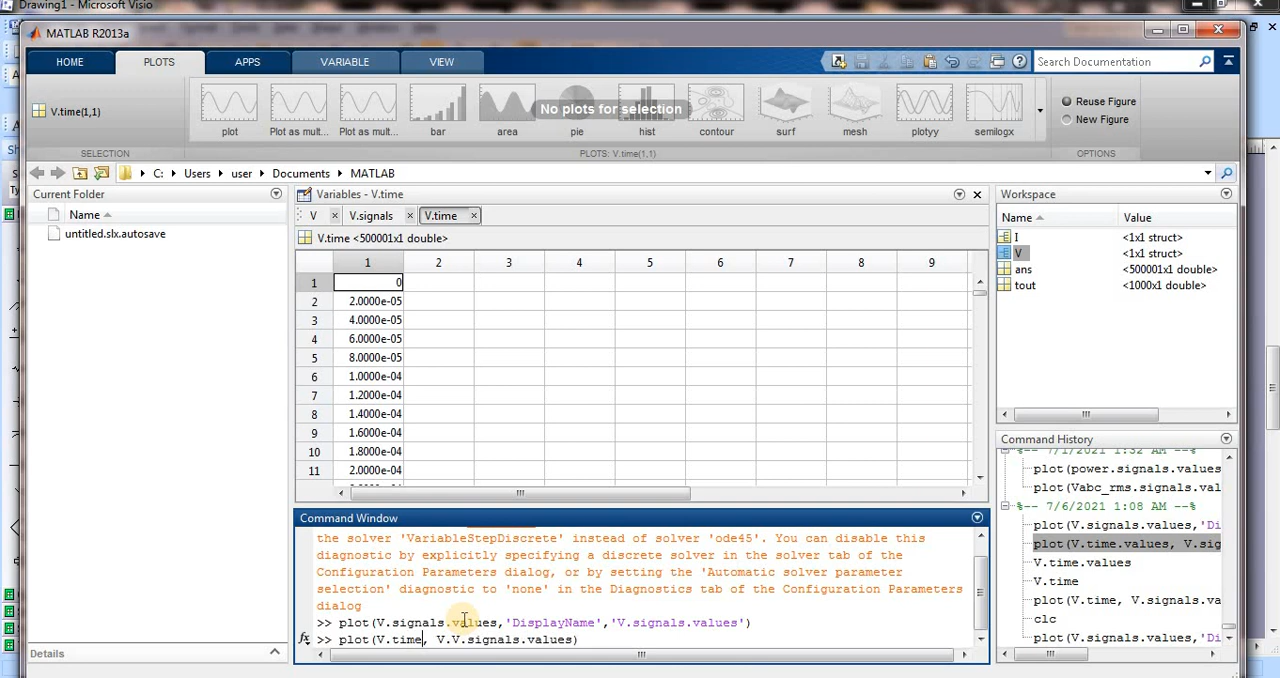 Drawing1 - Microsoft Visio
MATLAB R2013a
HOME PLOTS APPS VARIABLE VIEW
Search Documentation
V.time(1,1)
plot Plot as mult... Plot as mult... bar area pie hist contour surf mesh plotyy semilogx
No plots for selection
Reuse Figure
New Figure
SELECTION PLOTS: V.time(1,1) OPTIONS
C: Users user Documents MATLAB
Current Folder
Name
untitled.slx.autosave
Details
Variables - V.time
V V.signals V.time
V.time <500001x1 double>
1 2 3 4 5 6 7 8 9
1 0
2 2.0000e-05
3 4.0000e-05
4 6.0000e-05
5 8.0000e-05
6 1.0000e-04
7 1.2000e-04
8 1.4000e-04
9 1.6000e-04
10 1.8000e-04
11 2.0000e-04
Command Window
the solver 'VariableStepDiscrete' instead of solver 'ode45'. You can disable this
diagnostic by explicitly specifying a discrete solver in the solver tab of the
Configuration Parameters dialog, or by setting the 'Automatic solver parameter
selection' diagnostic to 'none' in the Diagnostics tab of the Configuration Parameters
dialog
>> plot(V.signals.values,'DisplayName','V.signals.values')
fx >> plot(V.time, V.V.signals.values)
Workspace
Name Value
I <1x1 struct>
V <1x1 struct>
ans <500001x1 double>
tout <1000x1 double>
Command History
%-- 7/1/2021 1:32 AM --%
plot(power.signals.values
plot(Vabc_rms.signals.val
%-- 7/6/2021 1:08 AM --%
plot(V.signals.values,'Di
plot(V.time.values, V.sig
V.time.values
V.time
plot(V.time, V.signals.va
clc
plot(V.signals.values,'Di